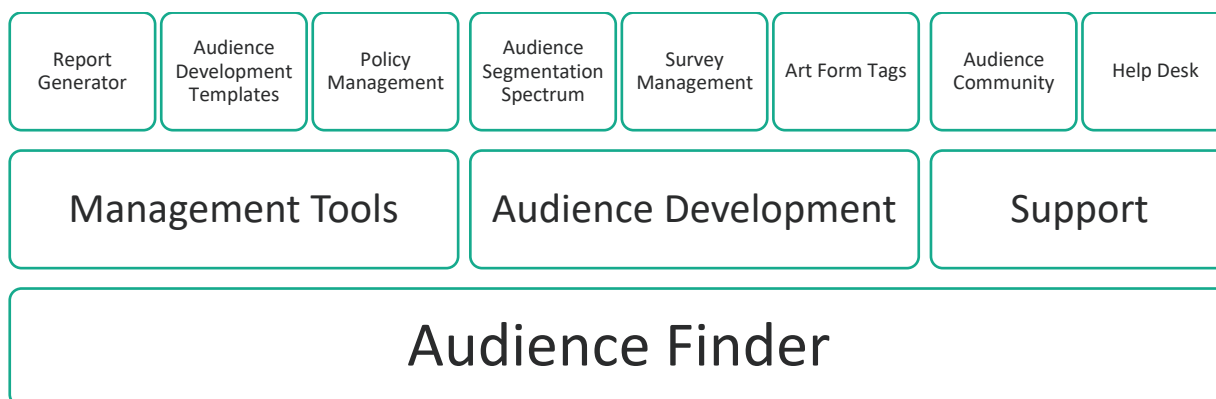 Report
Generator
Audience
Development
Templates
Policy
Management
Audience
Segmentation
Spectrum
Survey
Management
Art Form Tags
Audience
Community
Help Desk
Management Tools
Audience Development
Support
Audience Finder